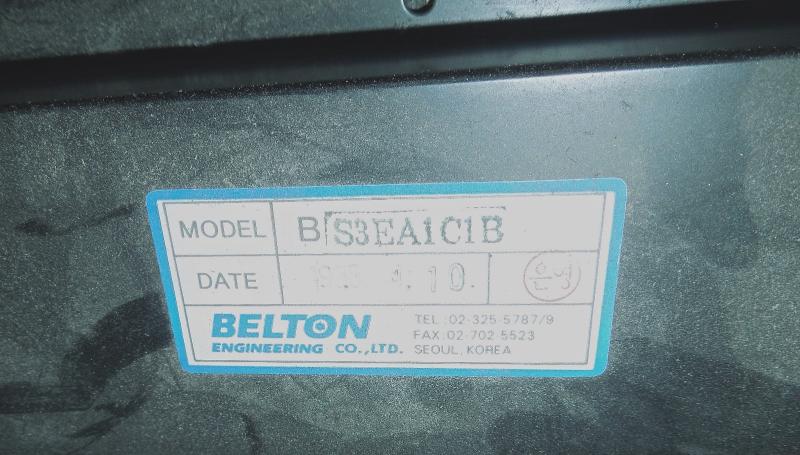 MODEL BS3EA1C1B
DATE 4. 10.
BELTON
ENGINEERING CO.,LTD.
TEL:02-325-5787/9
FAX:02-702-5523
SEOUL, KOREA